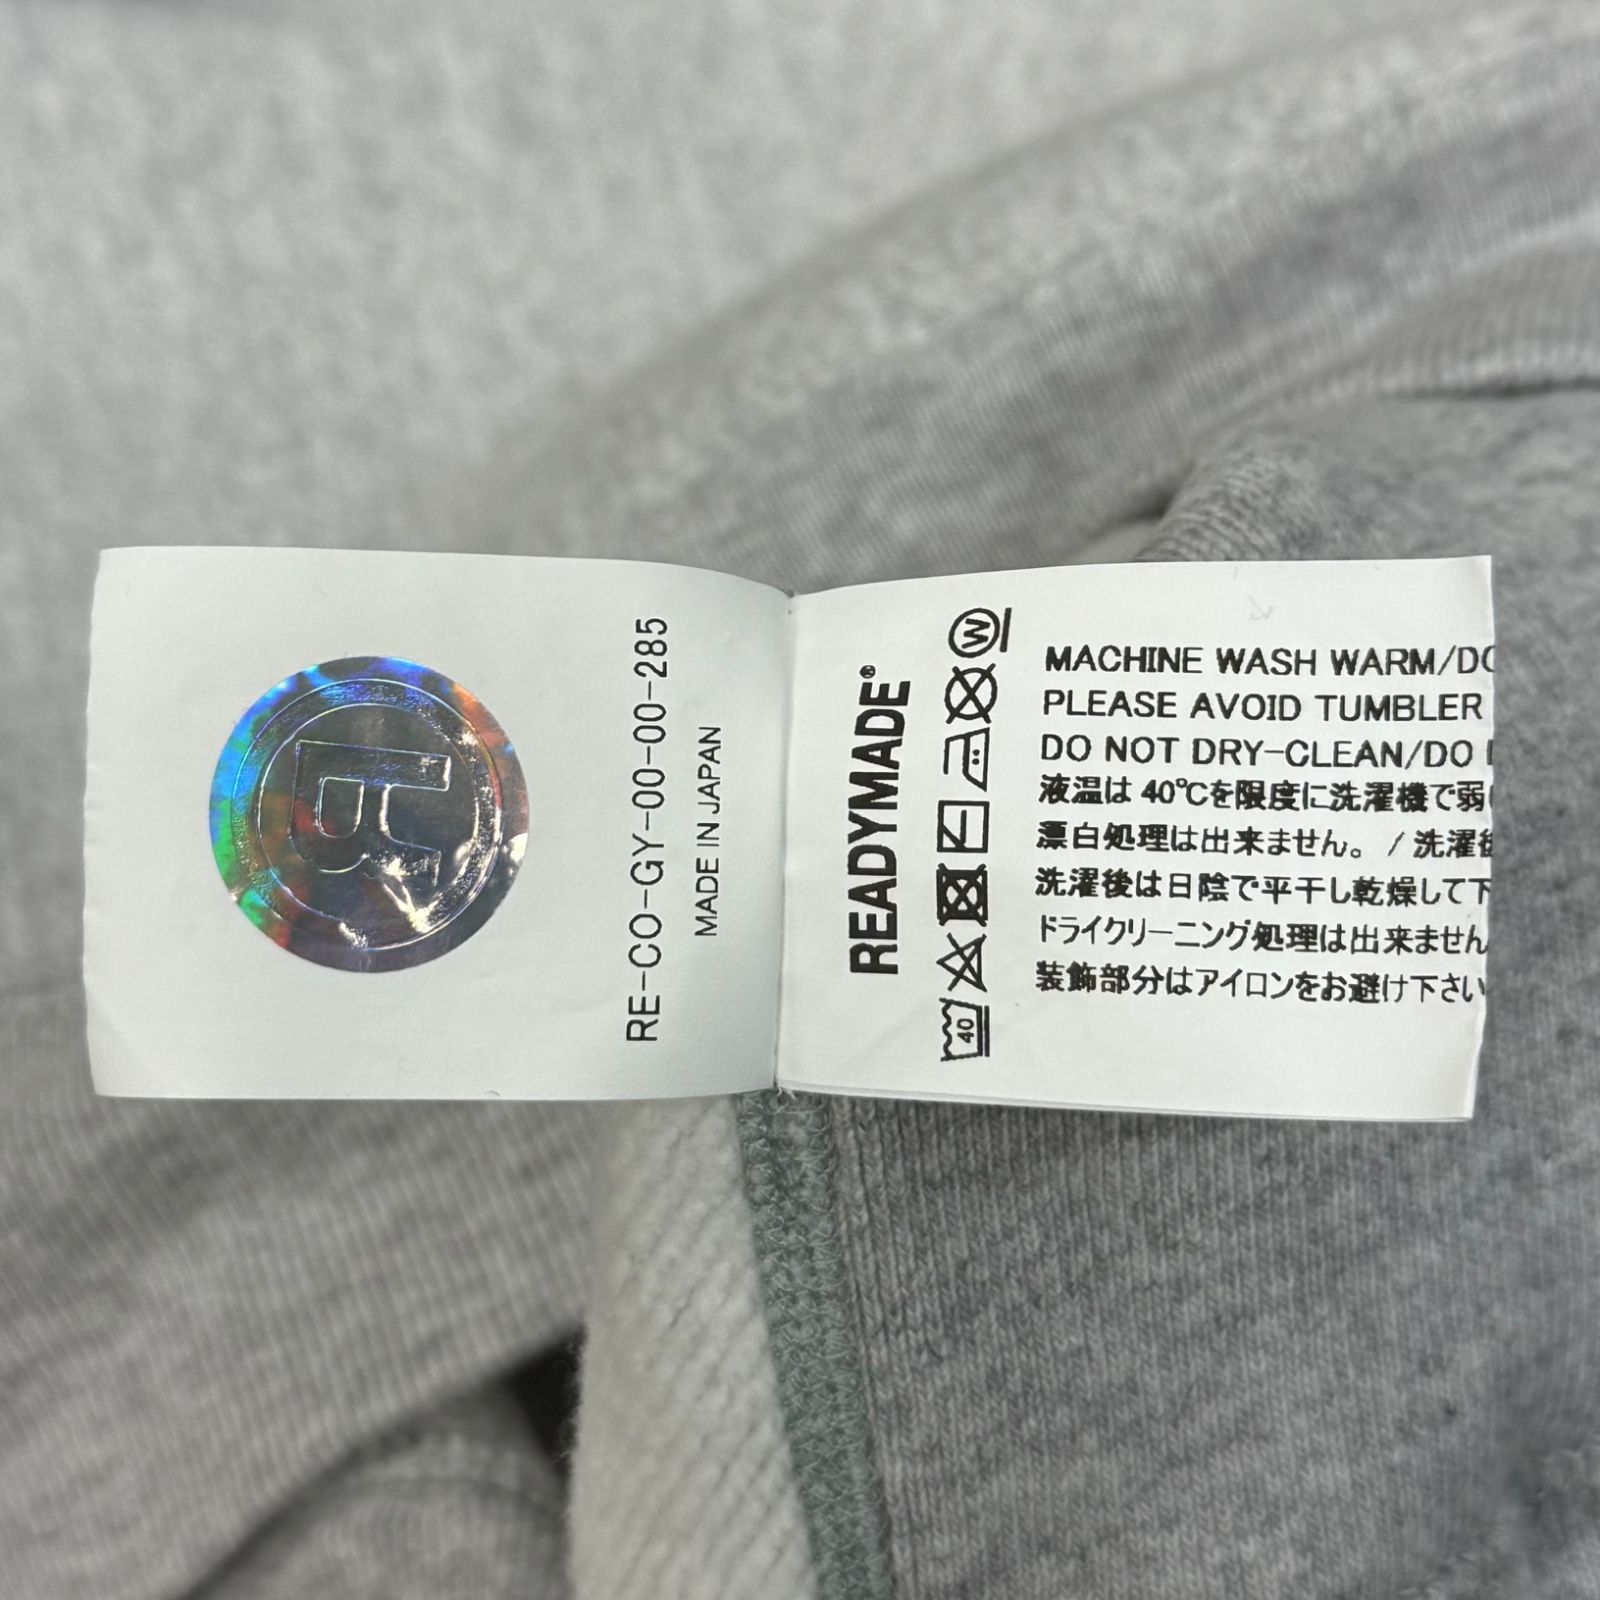 R
RE-CO-GY-00-00-00-285
MADE IN JAPAN
READYMADE®
40
W
MACHINE WASH WARM/DO
PLEASE AVOID TUMBLER
DO NOT DRY-CLEAN/DO
液温は 40℃を限度に洗濯機で弱
漂白処理は出来ません。 / 洗濯後
洗濯後は日陰で平干し乾燥して下
ドライクリーニング処理は出来ません
装飾部分はアイロンをお避け下さい